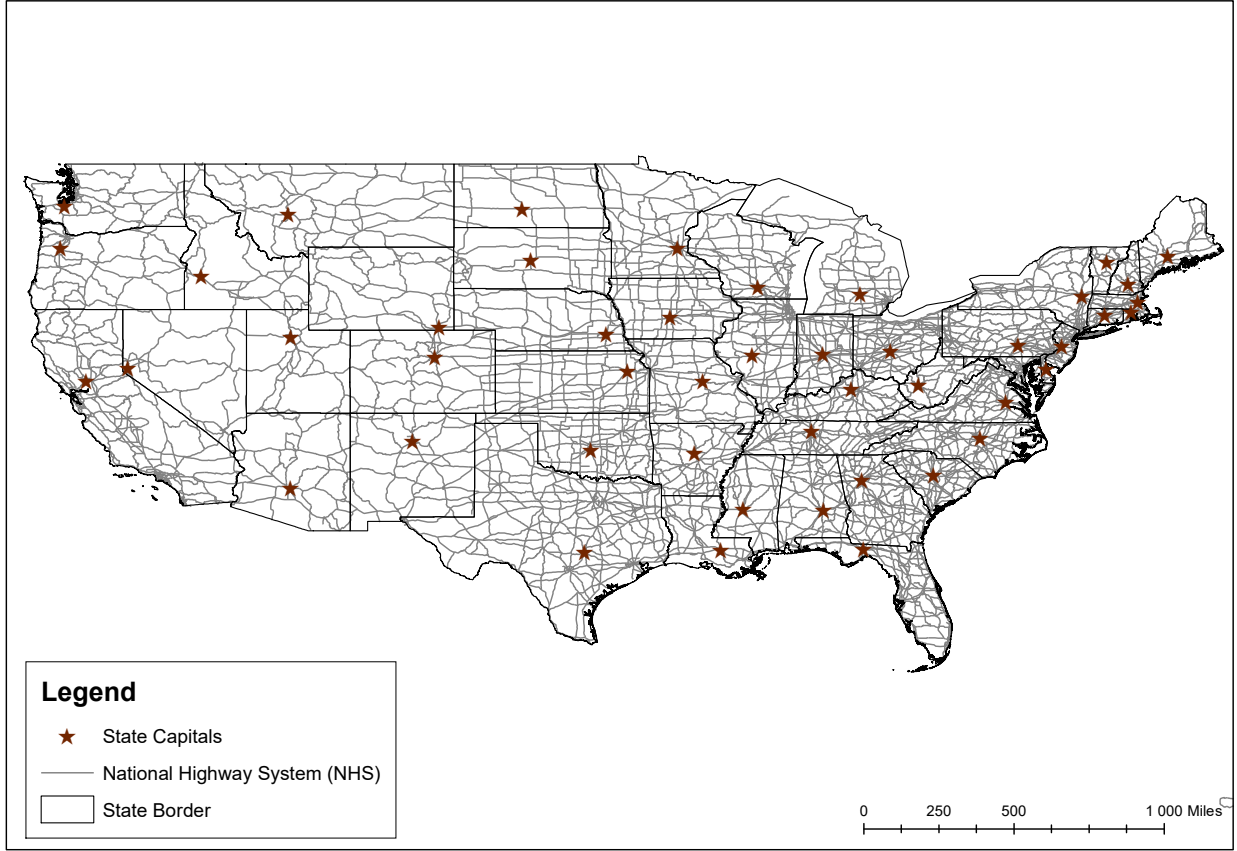 Legend
State Capitals
National Highway System (NHS)
State Border
0 250 500 1 000 Miles